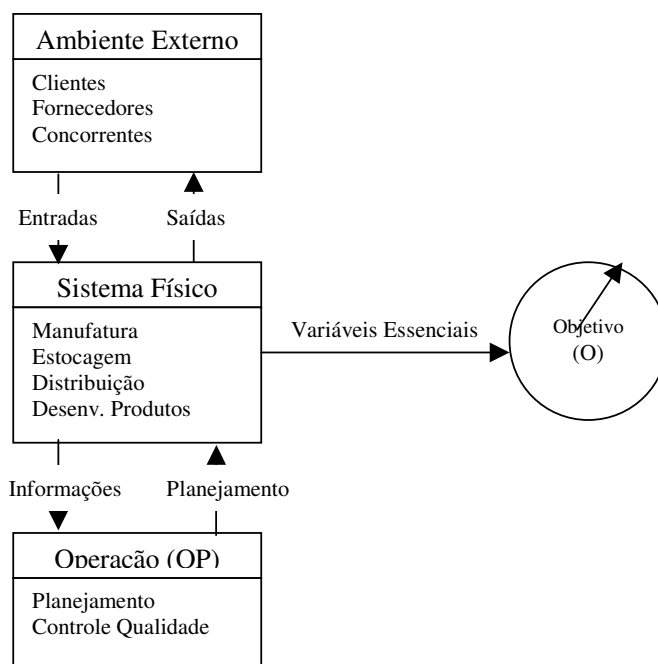 Ambiente Externo
Clientes
Fornecedores
Concorrentes
Entradas
Saídas
Sistema Físico
Manufatura
Estocagem
Distribuição
Desenv. Produtos
Variáveis Essenciais
Objetivo
(O)
Informações
Planejamento
Operação (OP)
Planejamento
Controle Qualidade